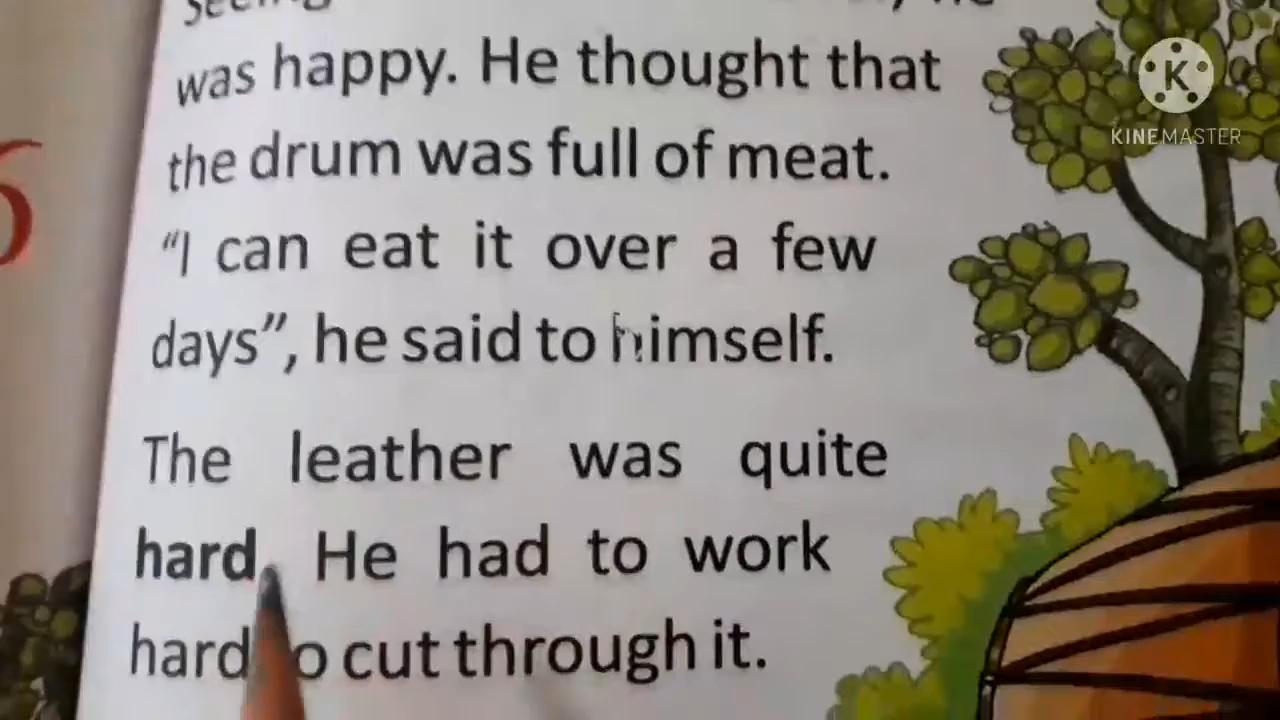 was happy. He thought that
the drum was full of meat.
“I can eat it over a few
days”, he said to himself.
The leather was quite
hard. He had to work
hard to cut through it.
K
KINEMASTER